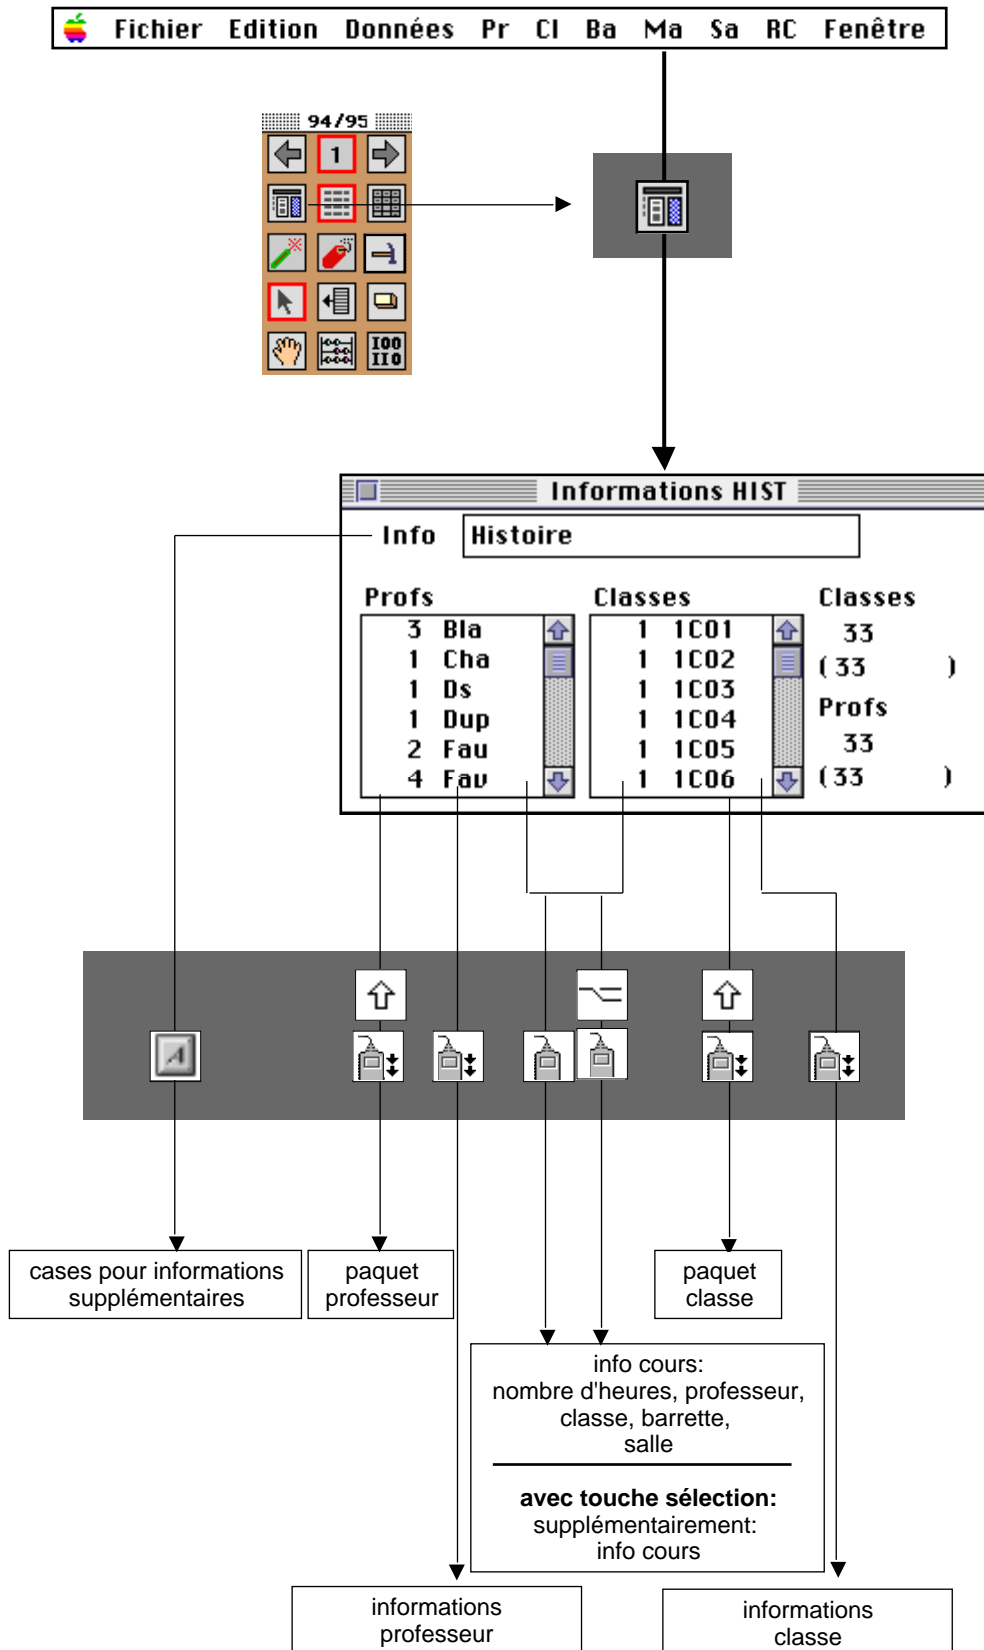 Fichier Edition Données Pr Cl Ba Ma Sa RC Fenêtre
94/95
1
I00
II0
Informations HIST
Info Histoire
Profs Classes Classes
3 Bla 1 1C01 33
1 Cha 1 1C02 (33 )
1 Ds 1 1C03 Profs
1 Dup 1 1C04 33
2 Fau 1 1C05 (33 )
4 Fav 1 1C06
A
cases pour informations
supplémentaires
paquet
professeur
paquet
classe
info cours:
nombre d'heures, professeur,
classe, barrette,
salle
avec touche sélection:
supplémentairement:
info cours
informations
professeur
informations
classe